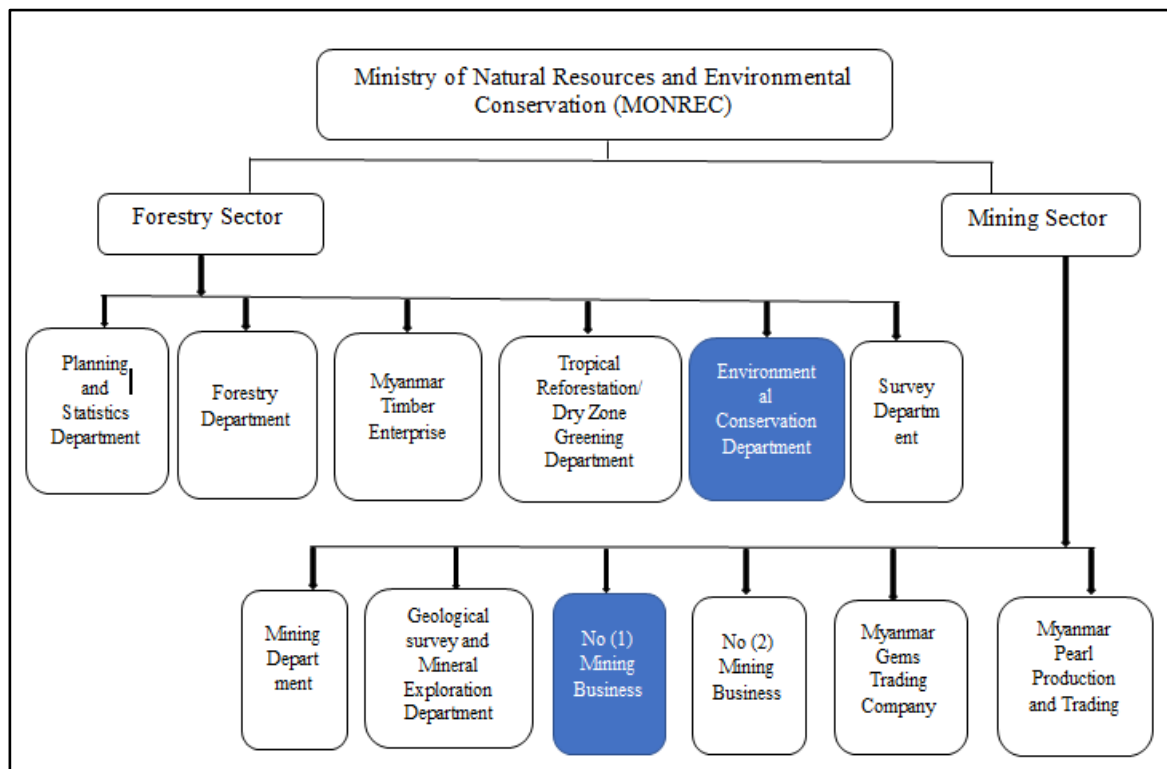 Ministry of Natural Resources and Environmental
Conservation (MONREC)
Forestry Sector
Mining Sector
Planning
and
Statistics
Department
Forestry
Department
Myanmar
Timber
Enterprise
Tropical
Reforestation/
Dry Zone
Greening
Department
Environment
al
Conservation
Department
Survey
Departm
ent
Mining
Depart
ment
Geological
survey and
Mineral
Exploration
Department
No (1)
Mining
Business
No (2)
Mining
Business
Myanmar
Gems
Trading
Company
Myanmar
Pearl
Production
and Trading